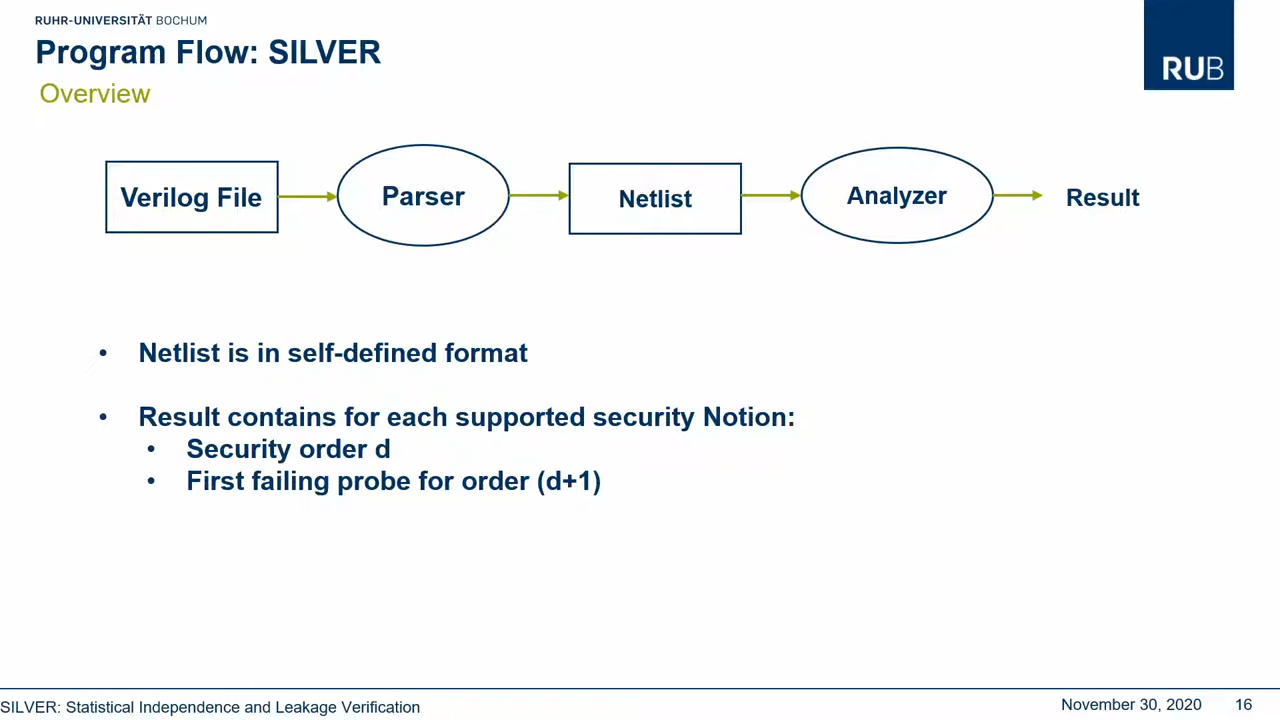 RUHR-UNIVERSITÄT BOCHUM
Program Flow: SILVER
RUB
Overview
Verilog File
Parser
Netlist
Analyzer
Result
• Netlist is in self-defined format
• Result contains for each supported security Notion:
• Security order d
• First failing probe for order (d+1)
SILVER: Statistical Independence and Leakage Verification
November 30, 2020
16